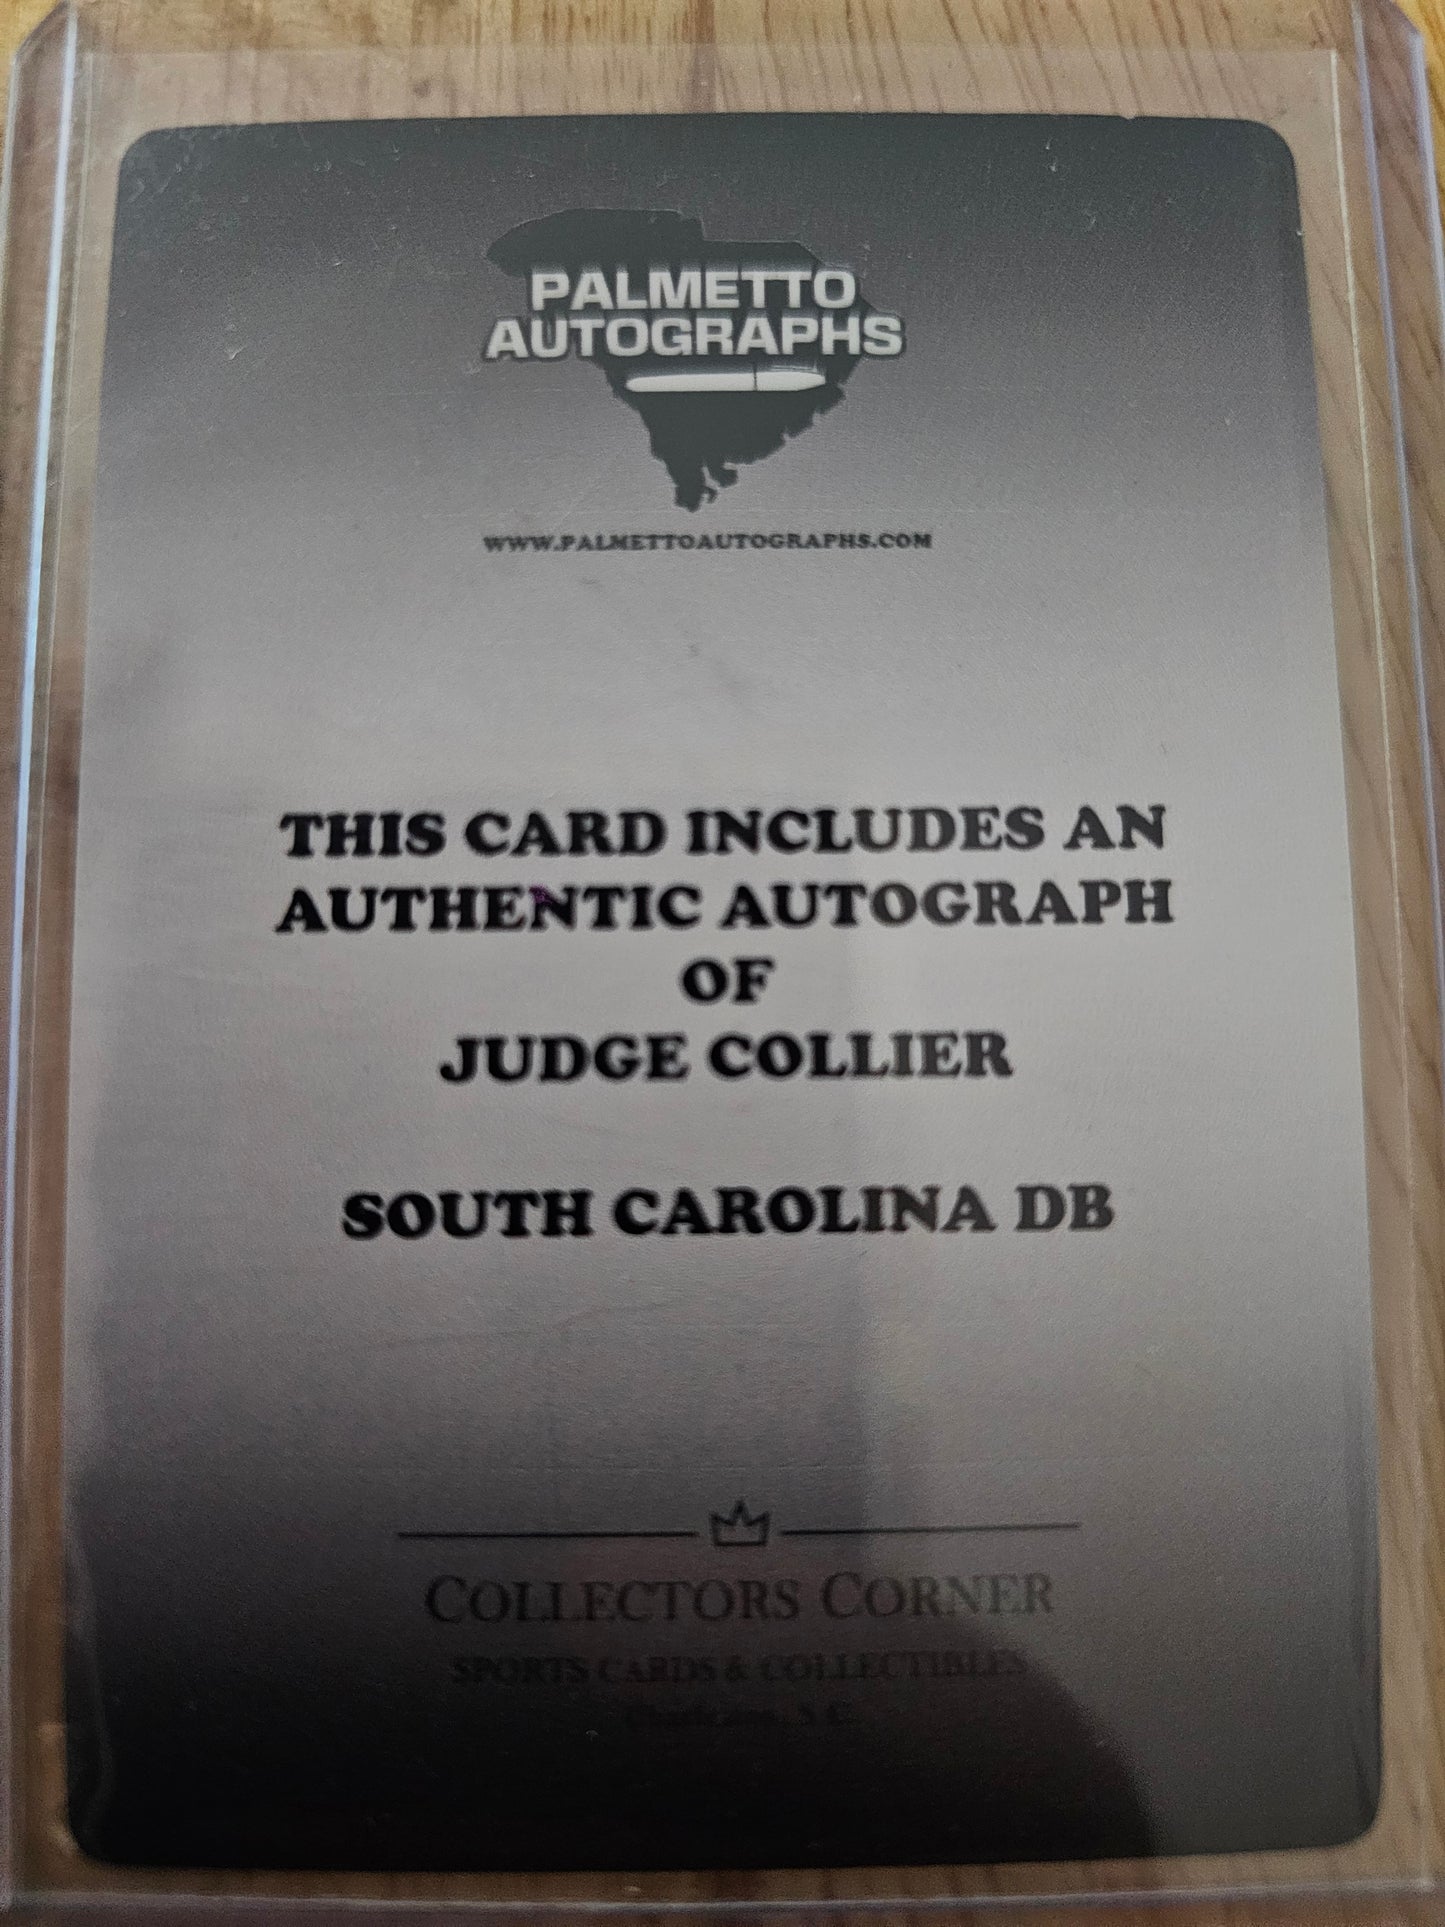 PALMETTO
AUTOGRAPHS
WWW.PALMETTOAUTOGRAPHS.COM
THIS CARD INCLUDES AN
AUTHENTIC AUTOGRAPH
OF
JUDGE COLLIER
SOUTH CAROLINA DB
COLLECTORS CORNER
SPORTS CARDS & COLLECTIBLES